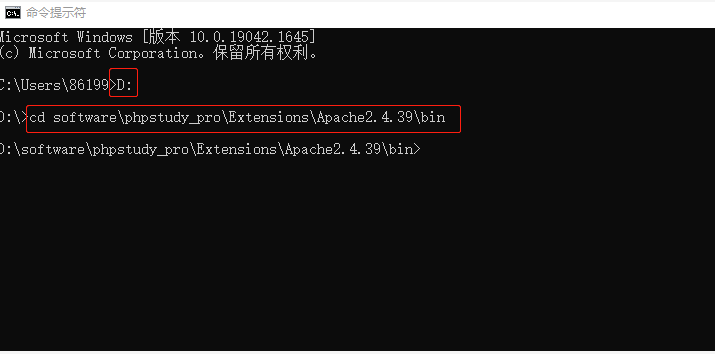 命令提示符
Microsoft Windows [版本 10.0.19042.1645]
(c) Microsoft Corporation。保留所有权利。
C:\Users\86199>D:
D:\>cd software\phpstudy_pro\Extensions\Apache2.4.39\bin
D:\software\phpstudy_pro\Extensions\Apache2.4.39\bin>